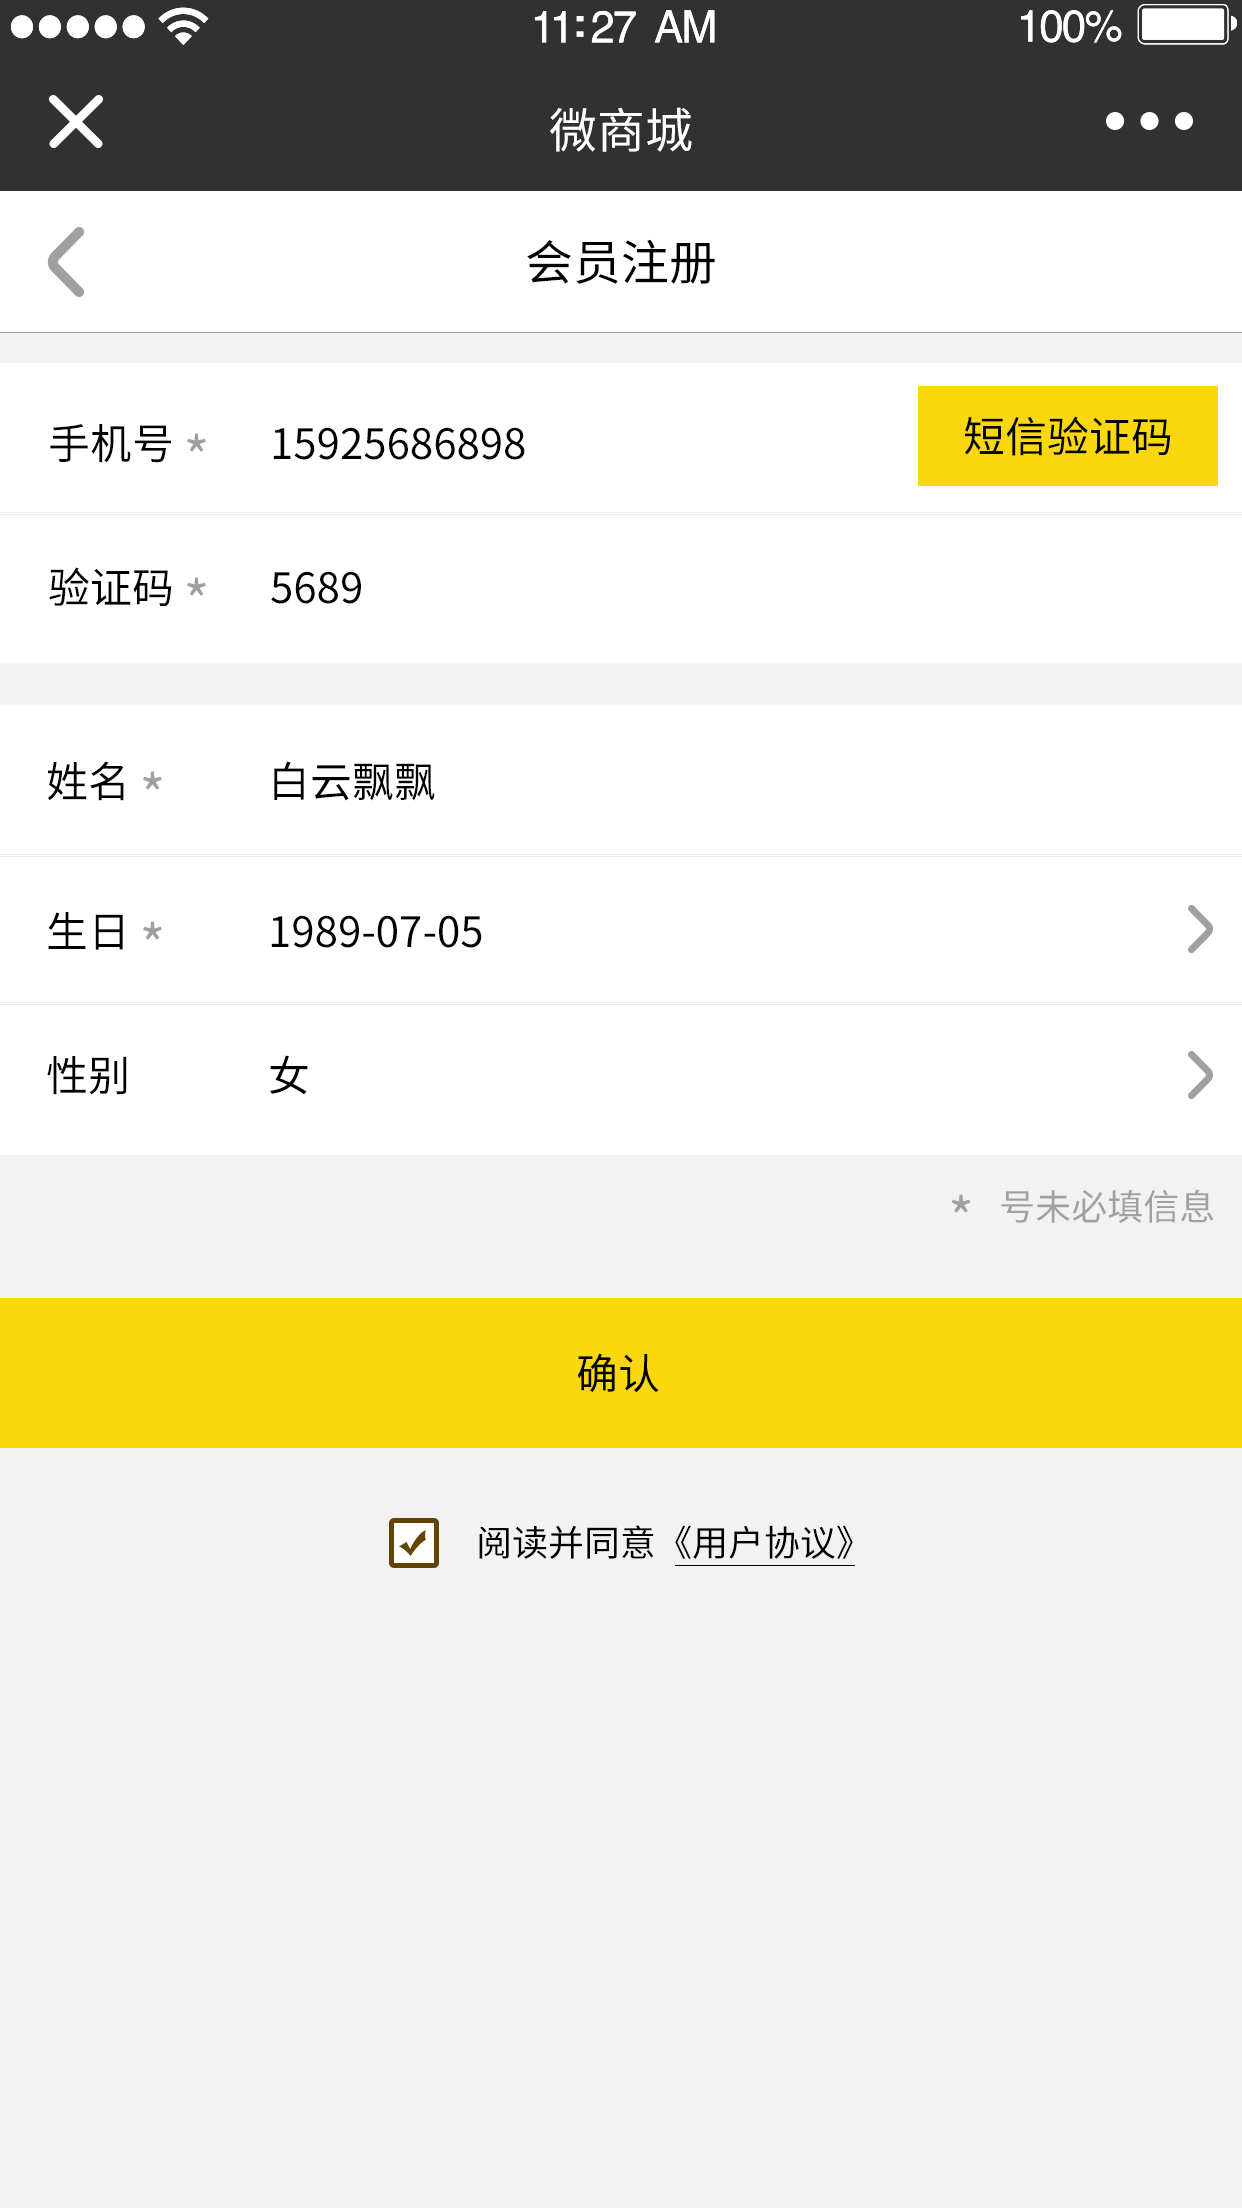 11:27 AM 100%
微商城
会员注册
手机号 * 15925686898 短信验证码
验证码 * 5689
姓名 * 白云飘飘
生日 * 1989-07-05
性别 女
* 号未必填信息
确认
阅读并同意《用户协议》